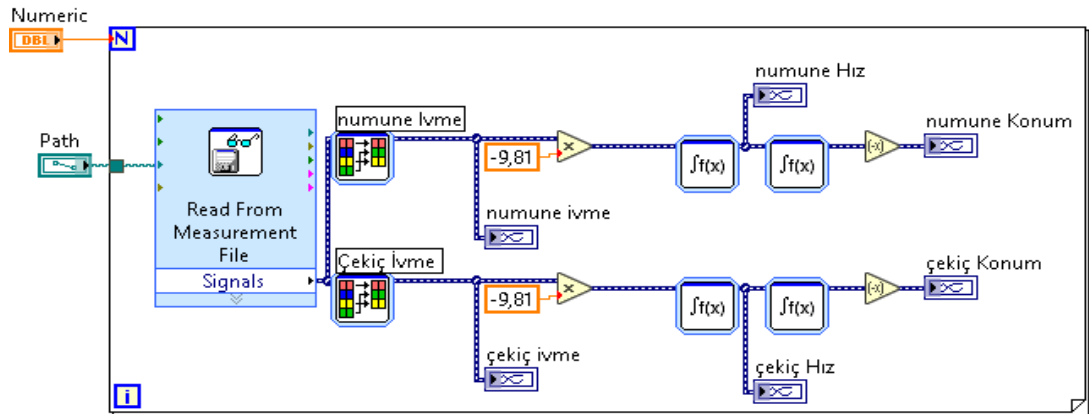 Numeric
DBL
N
numune Hız
numune İvme
numune Konum
Path
-9,81
x
∫f(x)
∫f(x)
(-x)
Read From
Measurement
File
numune ivme
Signals
Çekiç İvme
çekiç Konum
-9,81
x
∫f(x)
∫f(x)
(-x)
çekiç ivme
çekiç Hız
i